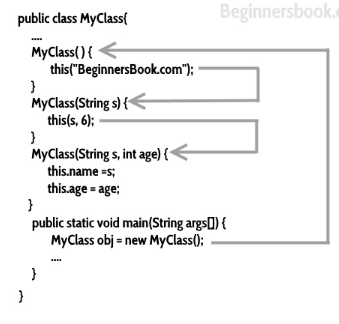 Beginnersbook.c
public class MyClass{
....
MyClass( ) {
this("BeginnersBook.com");
}
MyClass(String s) {
this(s, 6);
}
MyClass(String s, int age) {
this.name =s;
this.age = age;
}
public static void main(String args[]) {
MyClass obj = new MyClass();
....
}
}